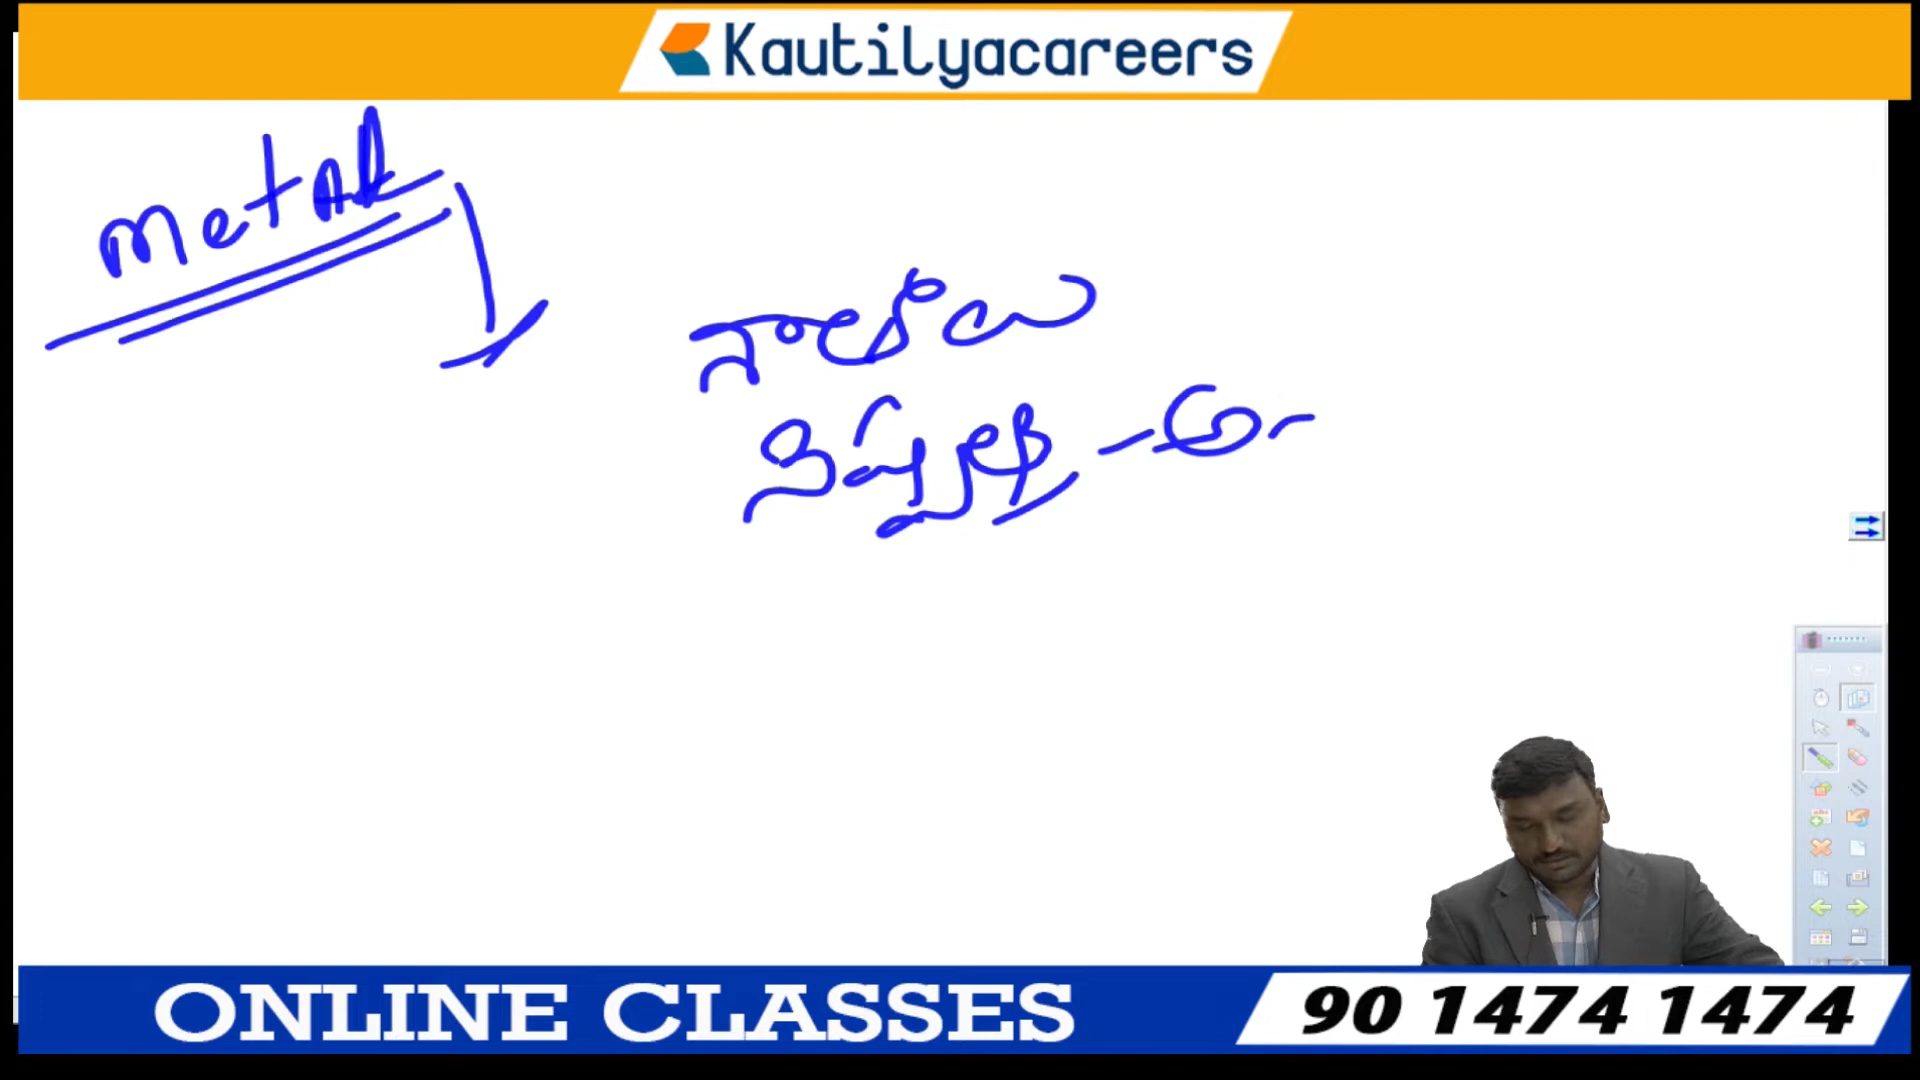 Kautilyacareers
Metal
నాణేలు
ONLINE CLASSES
90 1474 1474